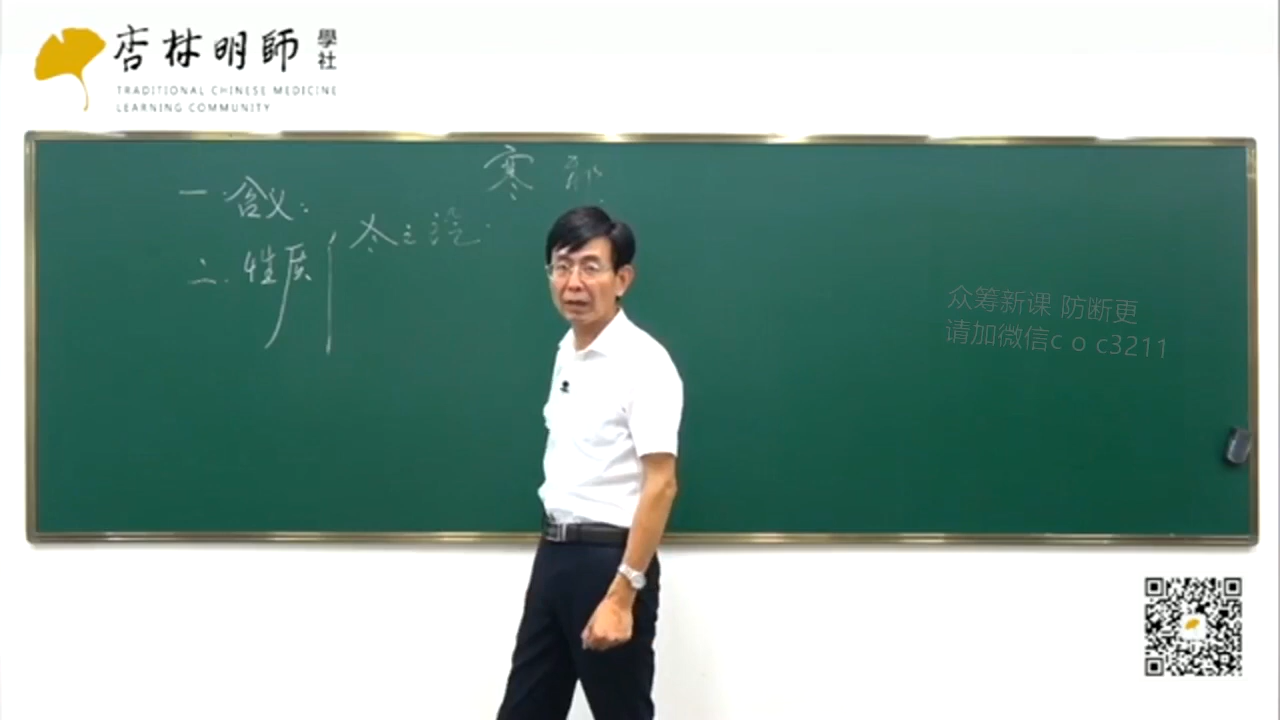 杏林明師
學社
TRADITIONAL CHINESE MEDICINE
LEARNING COMMUNITY
寒 邪
一.含义:
二.性质
冬之
众筹新课 防断更
请加微信c o c3211